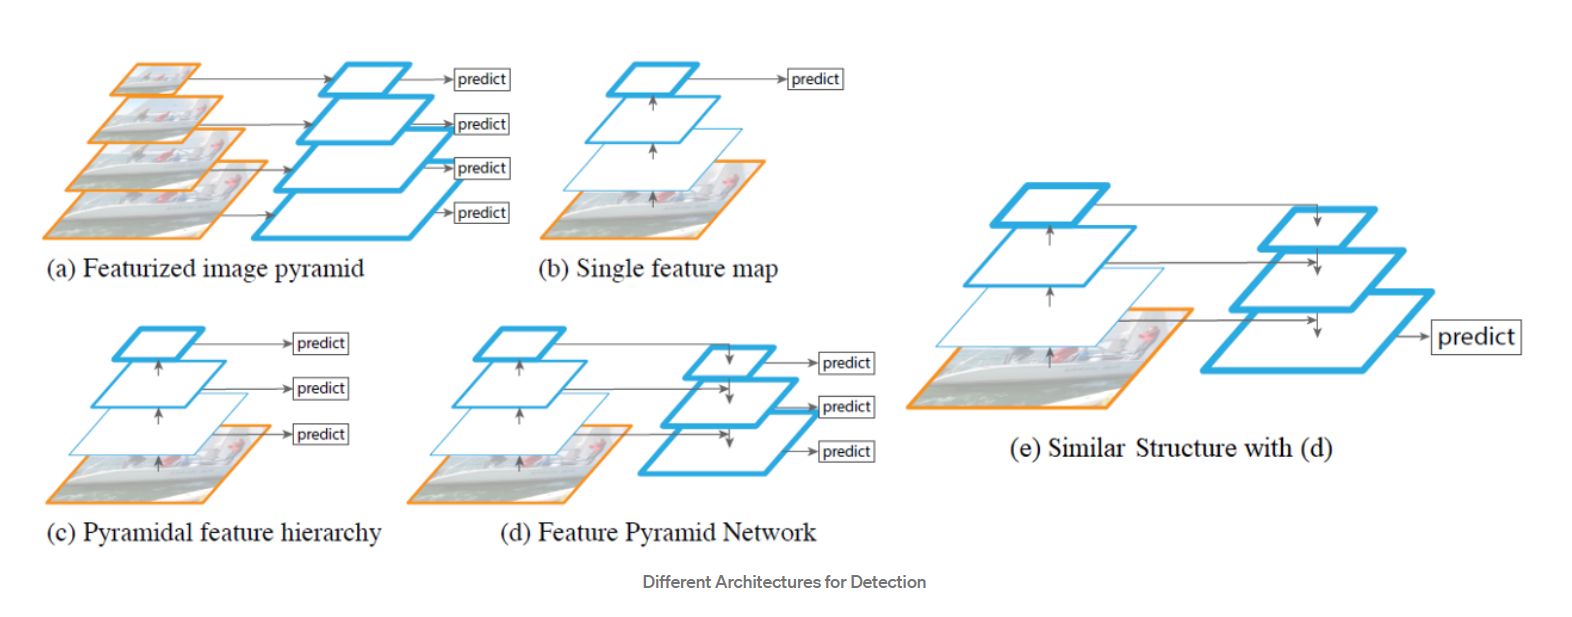 predict
predict
predict
predict
(a) Featurized image pyramid
predict
(b) Single feature map
predict
predict
predict
(c) Pyramidal feature hierarchy
predict
predict
predict
(d) Feature Pyramid Network
predict
(e) Similar Structure with (d)
Different Architectures for Detection